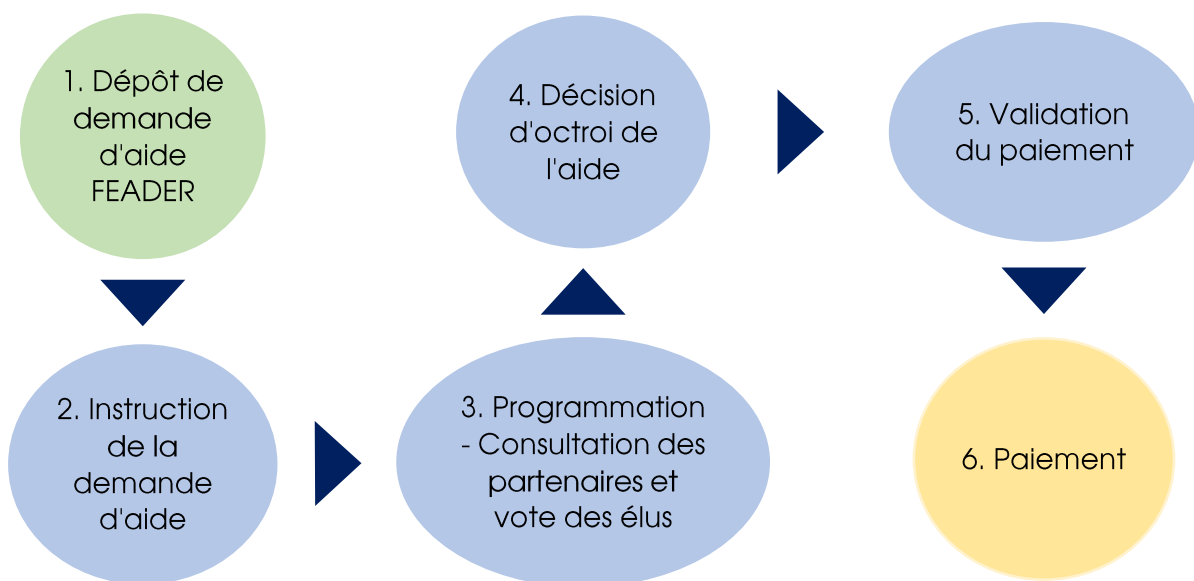 1. Dépôt de
demande
d'aide
FEADER
2. Instruction
de la
demande
d'aide
3. Programmation
- Consultation des
partenaires et
vote des élus
4. Décision
d'octroi de
l'aide
5. Validation
du paiement
6. Paiement